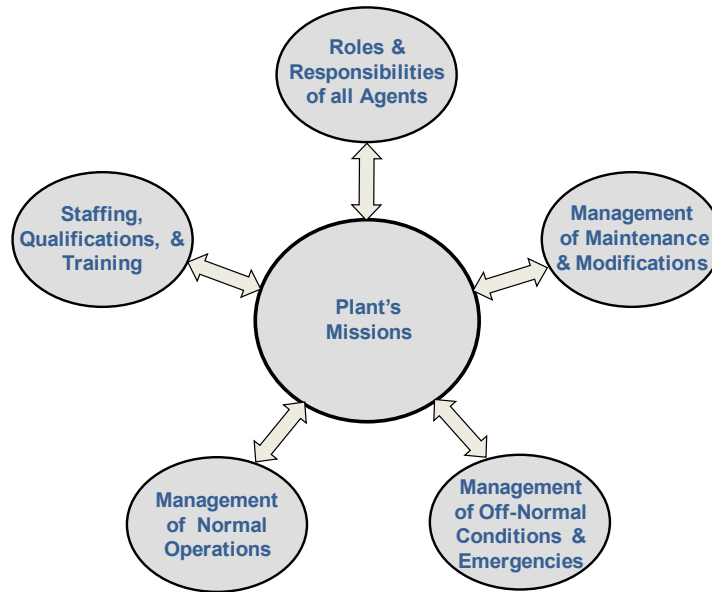 Roles &
Responsibilities
of all Agents
Staffing,
Qualifications, &
Training
Management
of Maintenance
& Modifications
Plant's
Missions
Management
of Normal
Operations
Management
of Off-Normal
Conditions &
Emergencies